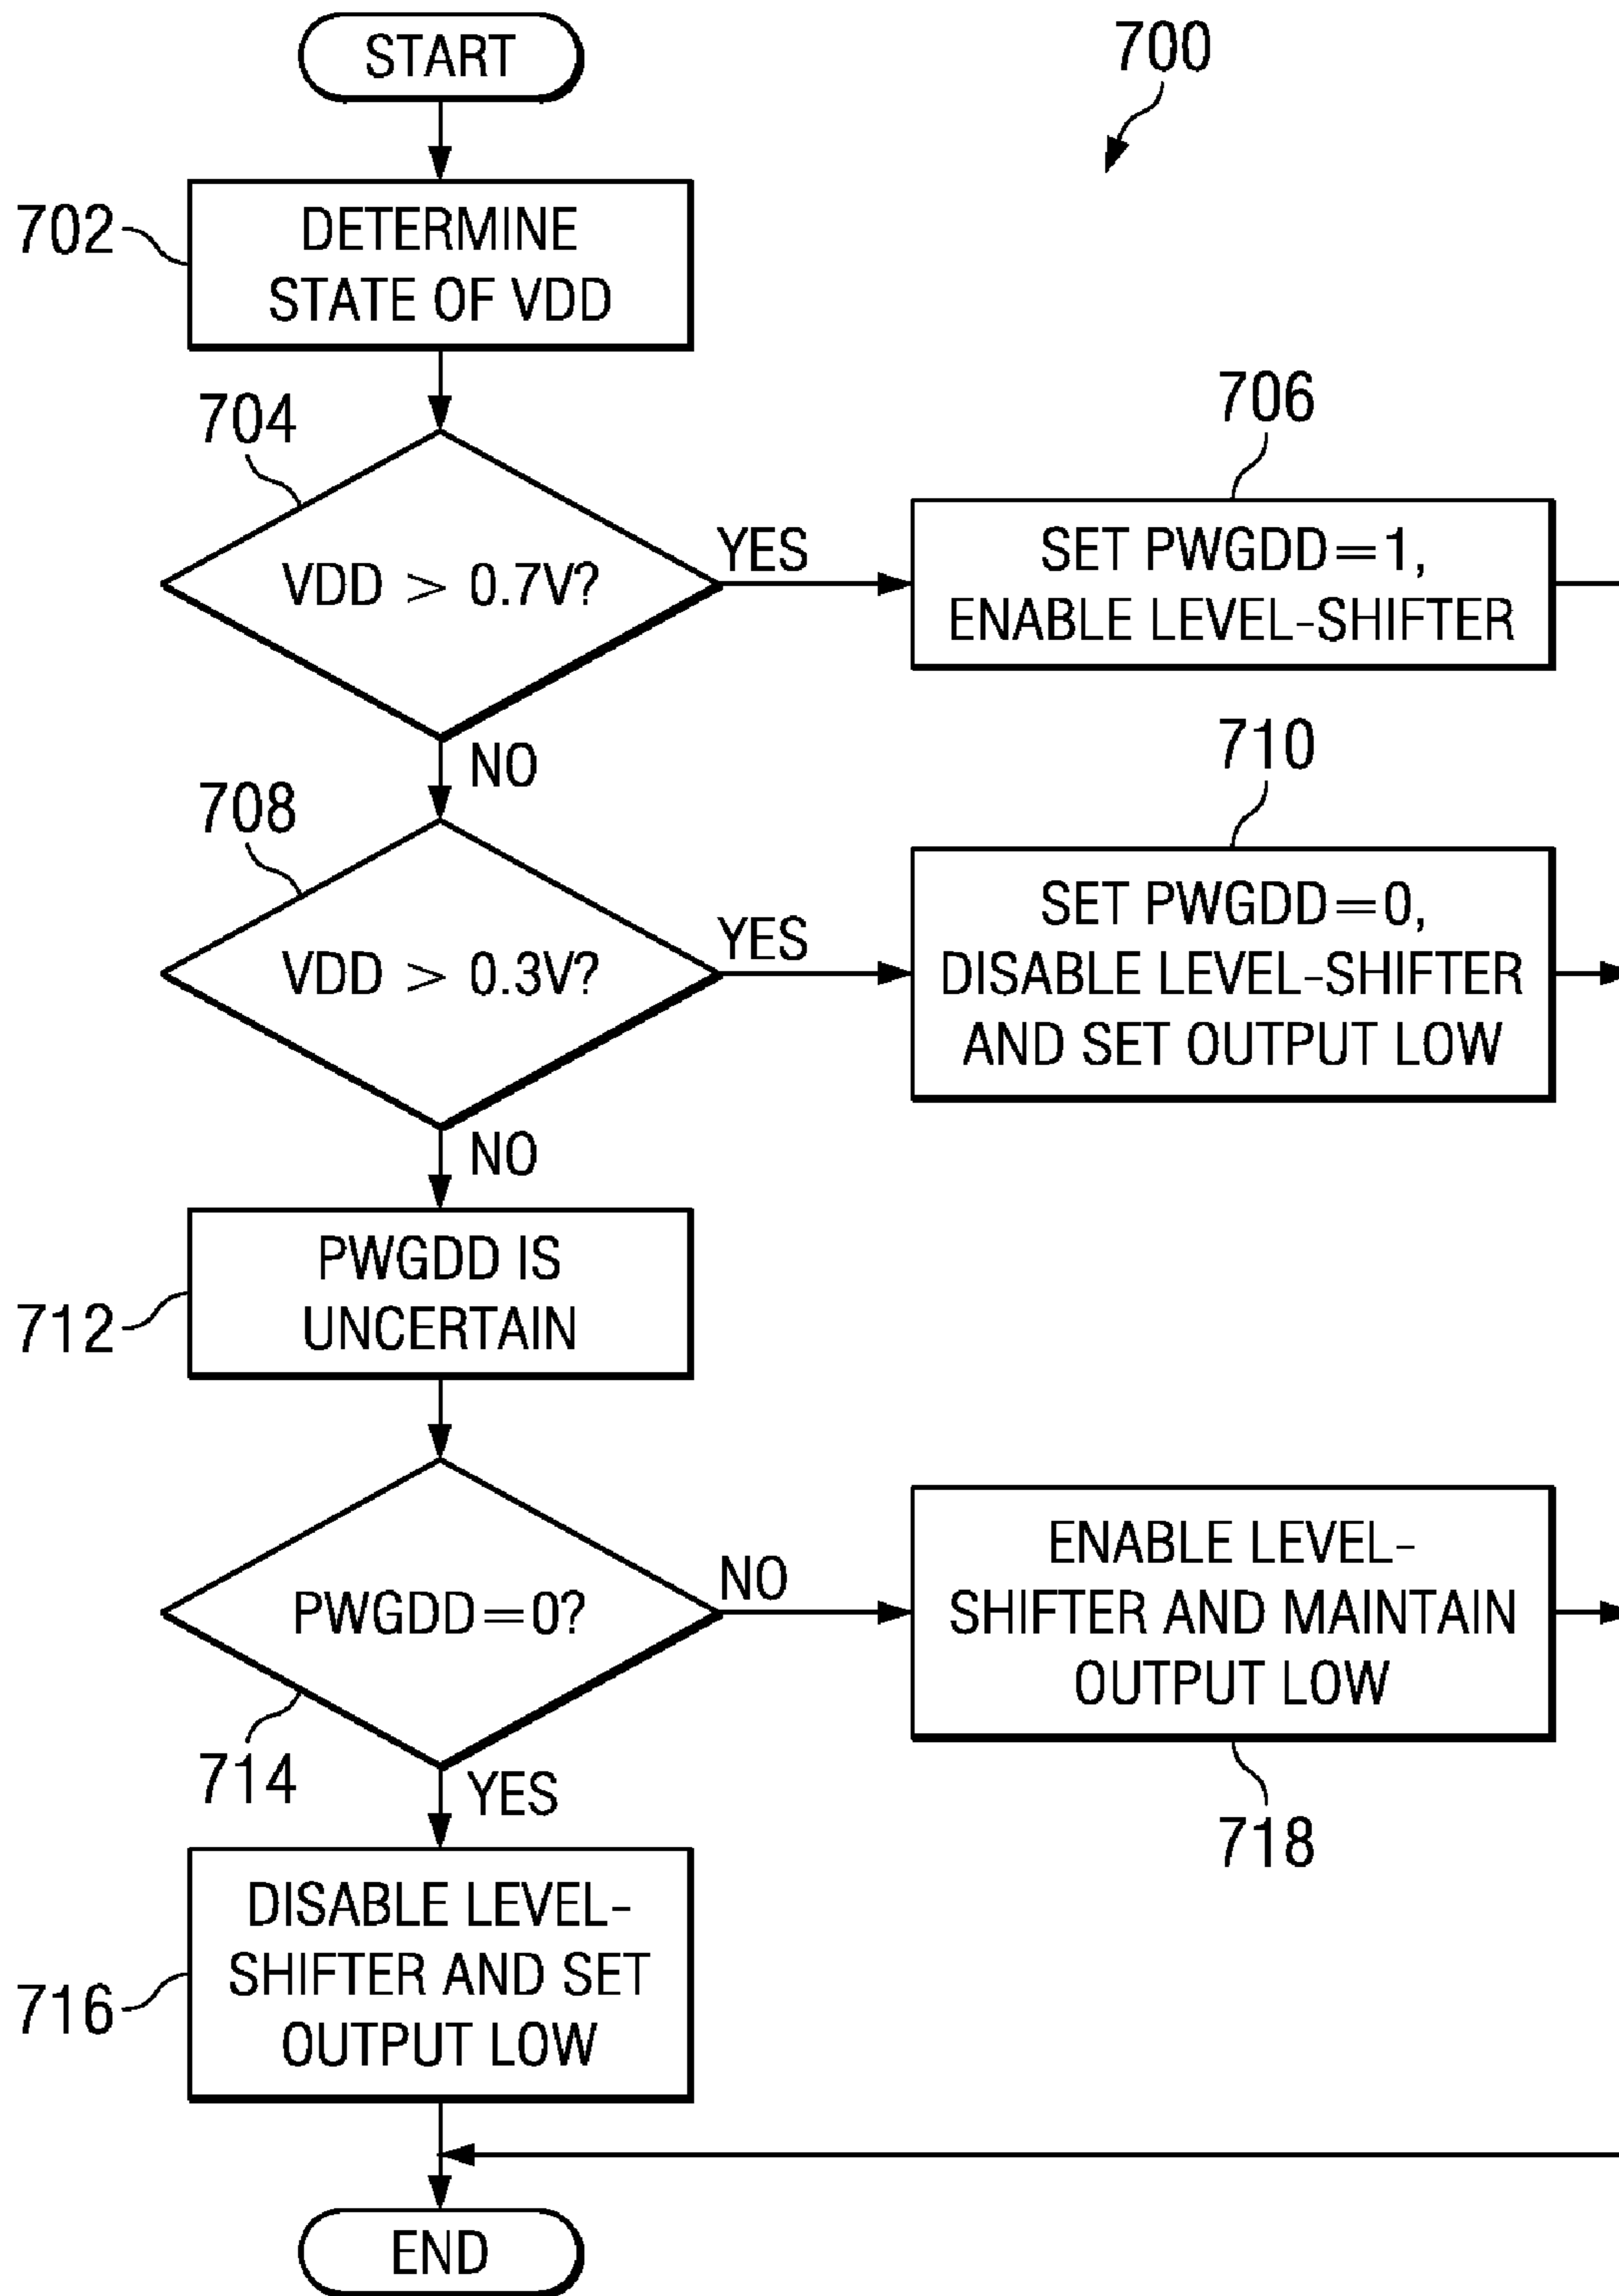 START
700
702
DETERMINE
STATE OF VDD
704
VDD > 0.7V?
YES
706
SET PWGDD=1,
ENABLE LEVEL-SHIFTER
NO
708
VDD > 0.3V?
YES
710
SET PWGDD=0,
DISABLE LEVEL-SHIFTER
AND SET OUTPUT LOW
NO
712
PWGDD IS
UNCERTAIN
714
PWGDD=0?
NO
ENABLE LEVEL-
SHIFTER AND MAINTAIN
OUTPUT LOW
718
YES
716
DISABLE LEVEL-
SHIFTER AND SET
OUTPUT LOW
END